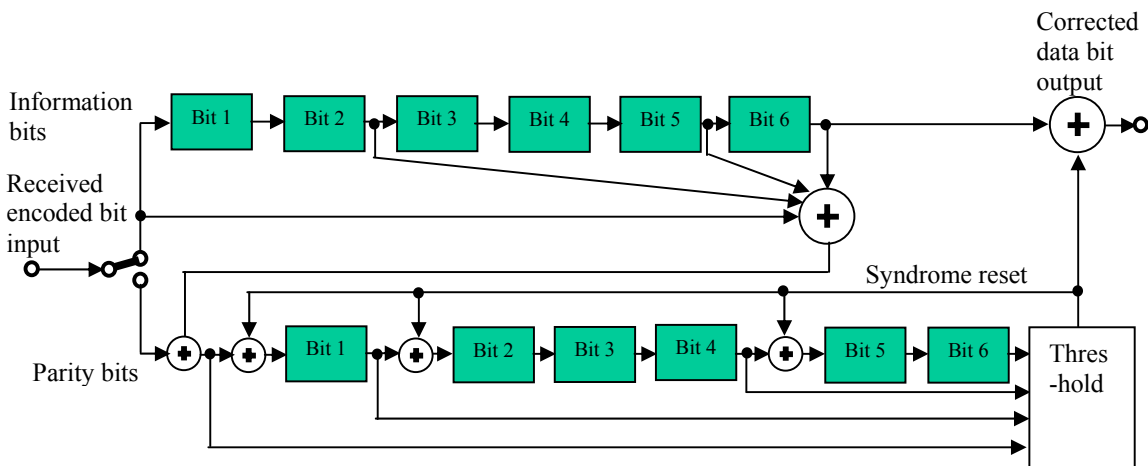 Corrected
data bit
output
Information
bits
Bit 1
Bit 2
Bit 3
Bit 4
Bit 5
Bit 6
+
Received
encoded bit
input
+
Syndrome reset
Parity bits
+
+
Bit 1
+
Bit 2
Bit 3
Bit 4
+
Bit 5
Bit 6
Thres
-hold